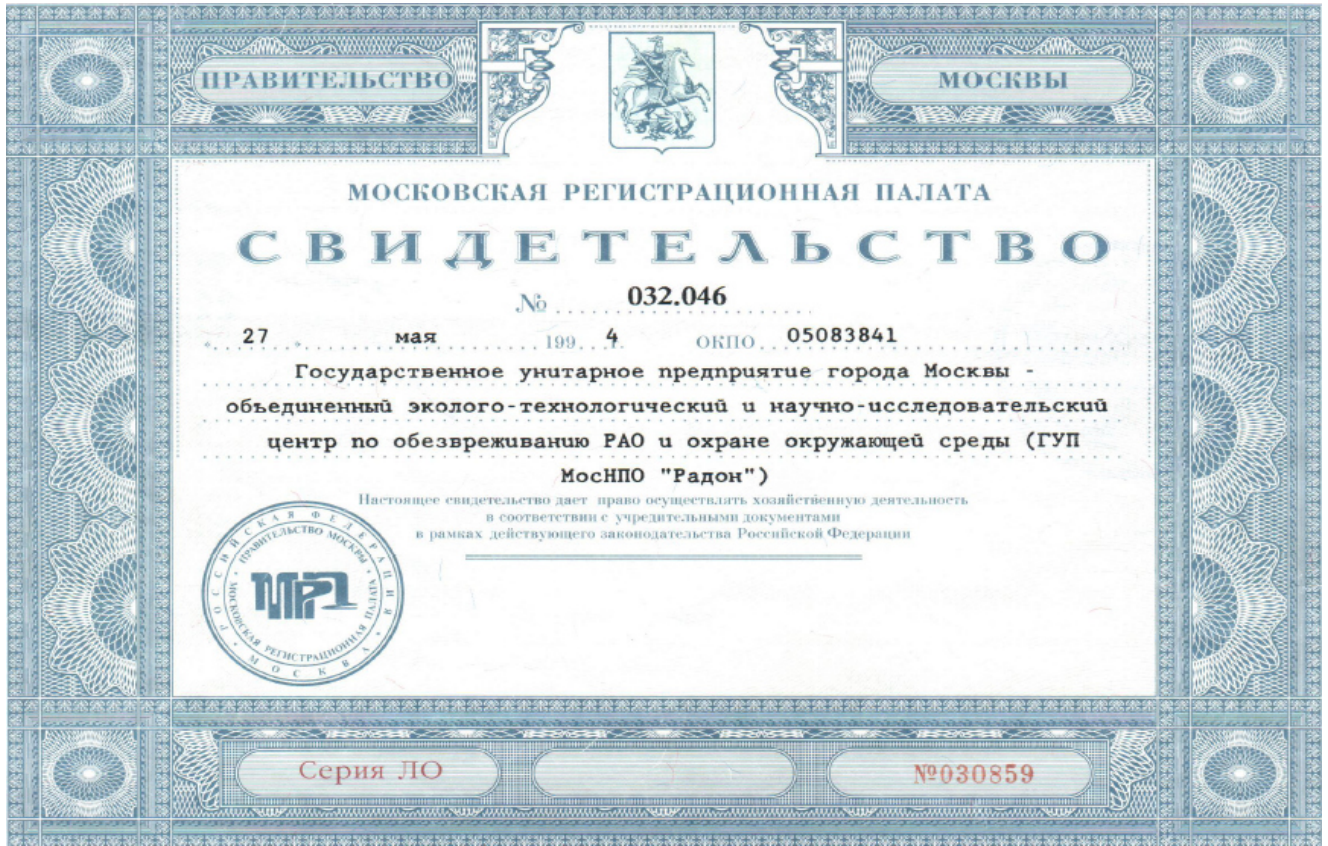 ПРАВИТЕЛЬСТВО МОСКВЫ
МОСКОВСКАЯ РЕГИСТРАЦИОННАЯ ПАЛАТА
СВИДЕТЕЛЬСТВО
№ 032.046
« 27 » мая 199 4 ОКПО 05083841
Государственное унитарное предприятие города Москвы -
объединенный эколого-технологический и научно-исследовательский
центр по обезвреживанию РАО и охране окружающей среды (ГУП
МосНПО "Радон")
Настоящее свидетельство дает право осуществлять хозяйственную деятельность
в соответствии с учредительными документами
в рамках действующего законодательства Российской Федерации
РОССИЙСКАЯ ФЕДЕРАЦИЯ • МОСКВА •
ПРАВИТЕЛЬСТВО МОСКВЫ • МОСКОВСКАЯ РЕГИСТРАЦИОННАЯ ПАЛАТА •
МРП
Серия ЛО №030859